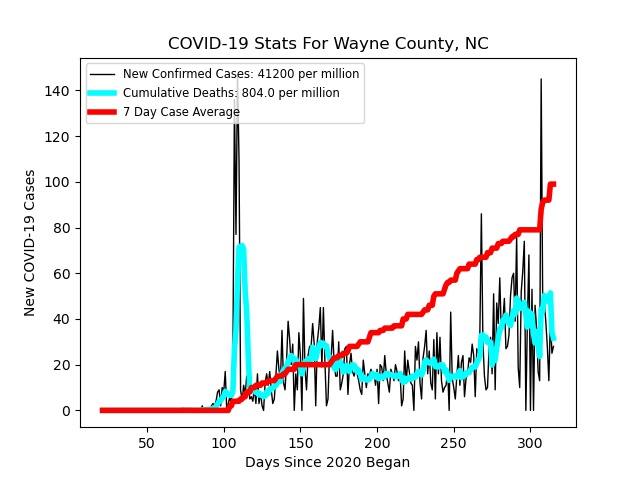 COVID-19 Stats For Wayne County, NC
New Confirmed Cases: 41200 per million
Cumulative Deaths: 804.0 per million
7 Day Case Average
140
120
100
80
60
40
20
0
New COVID-19 Cases
50 100 150 200 250 300
Days Since 2020 Began